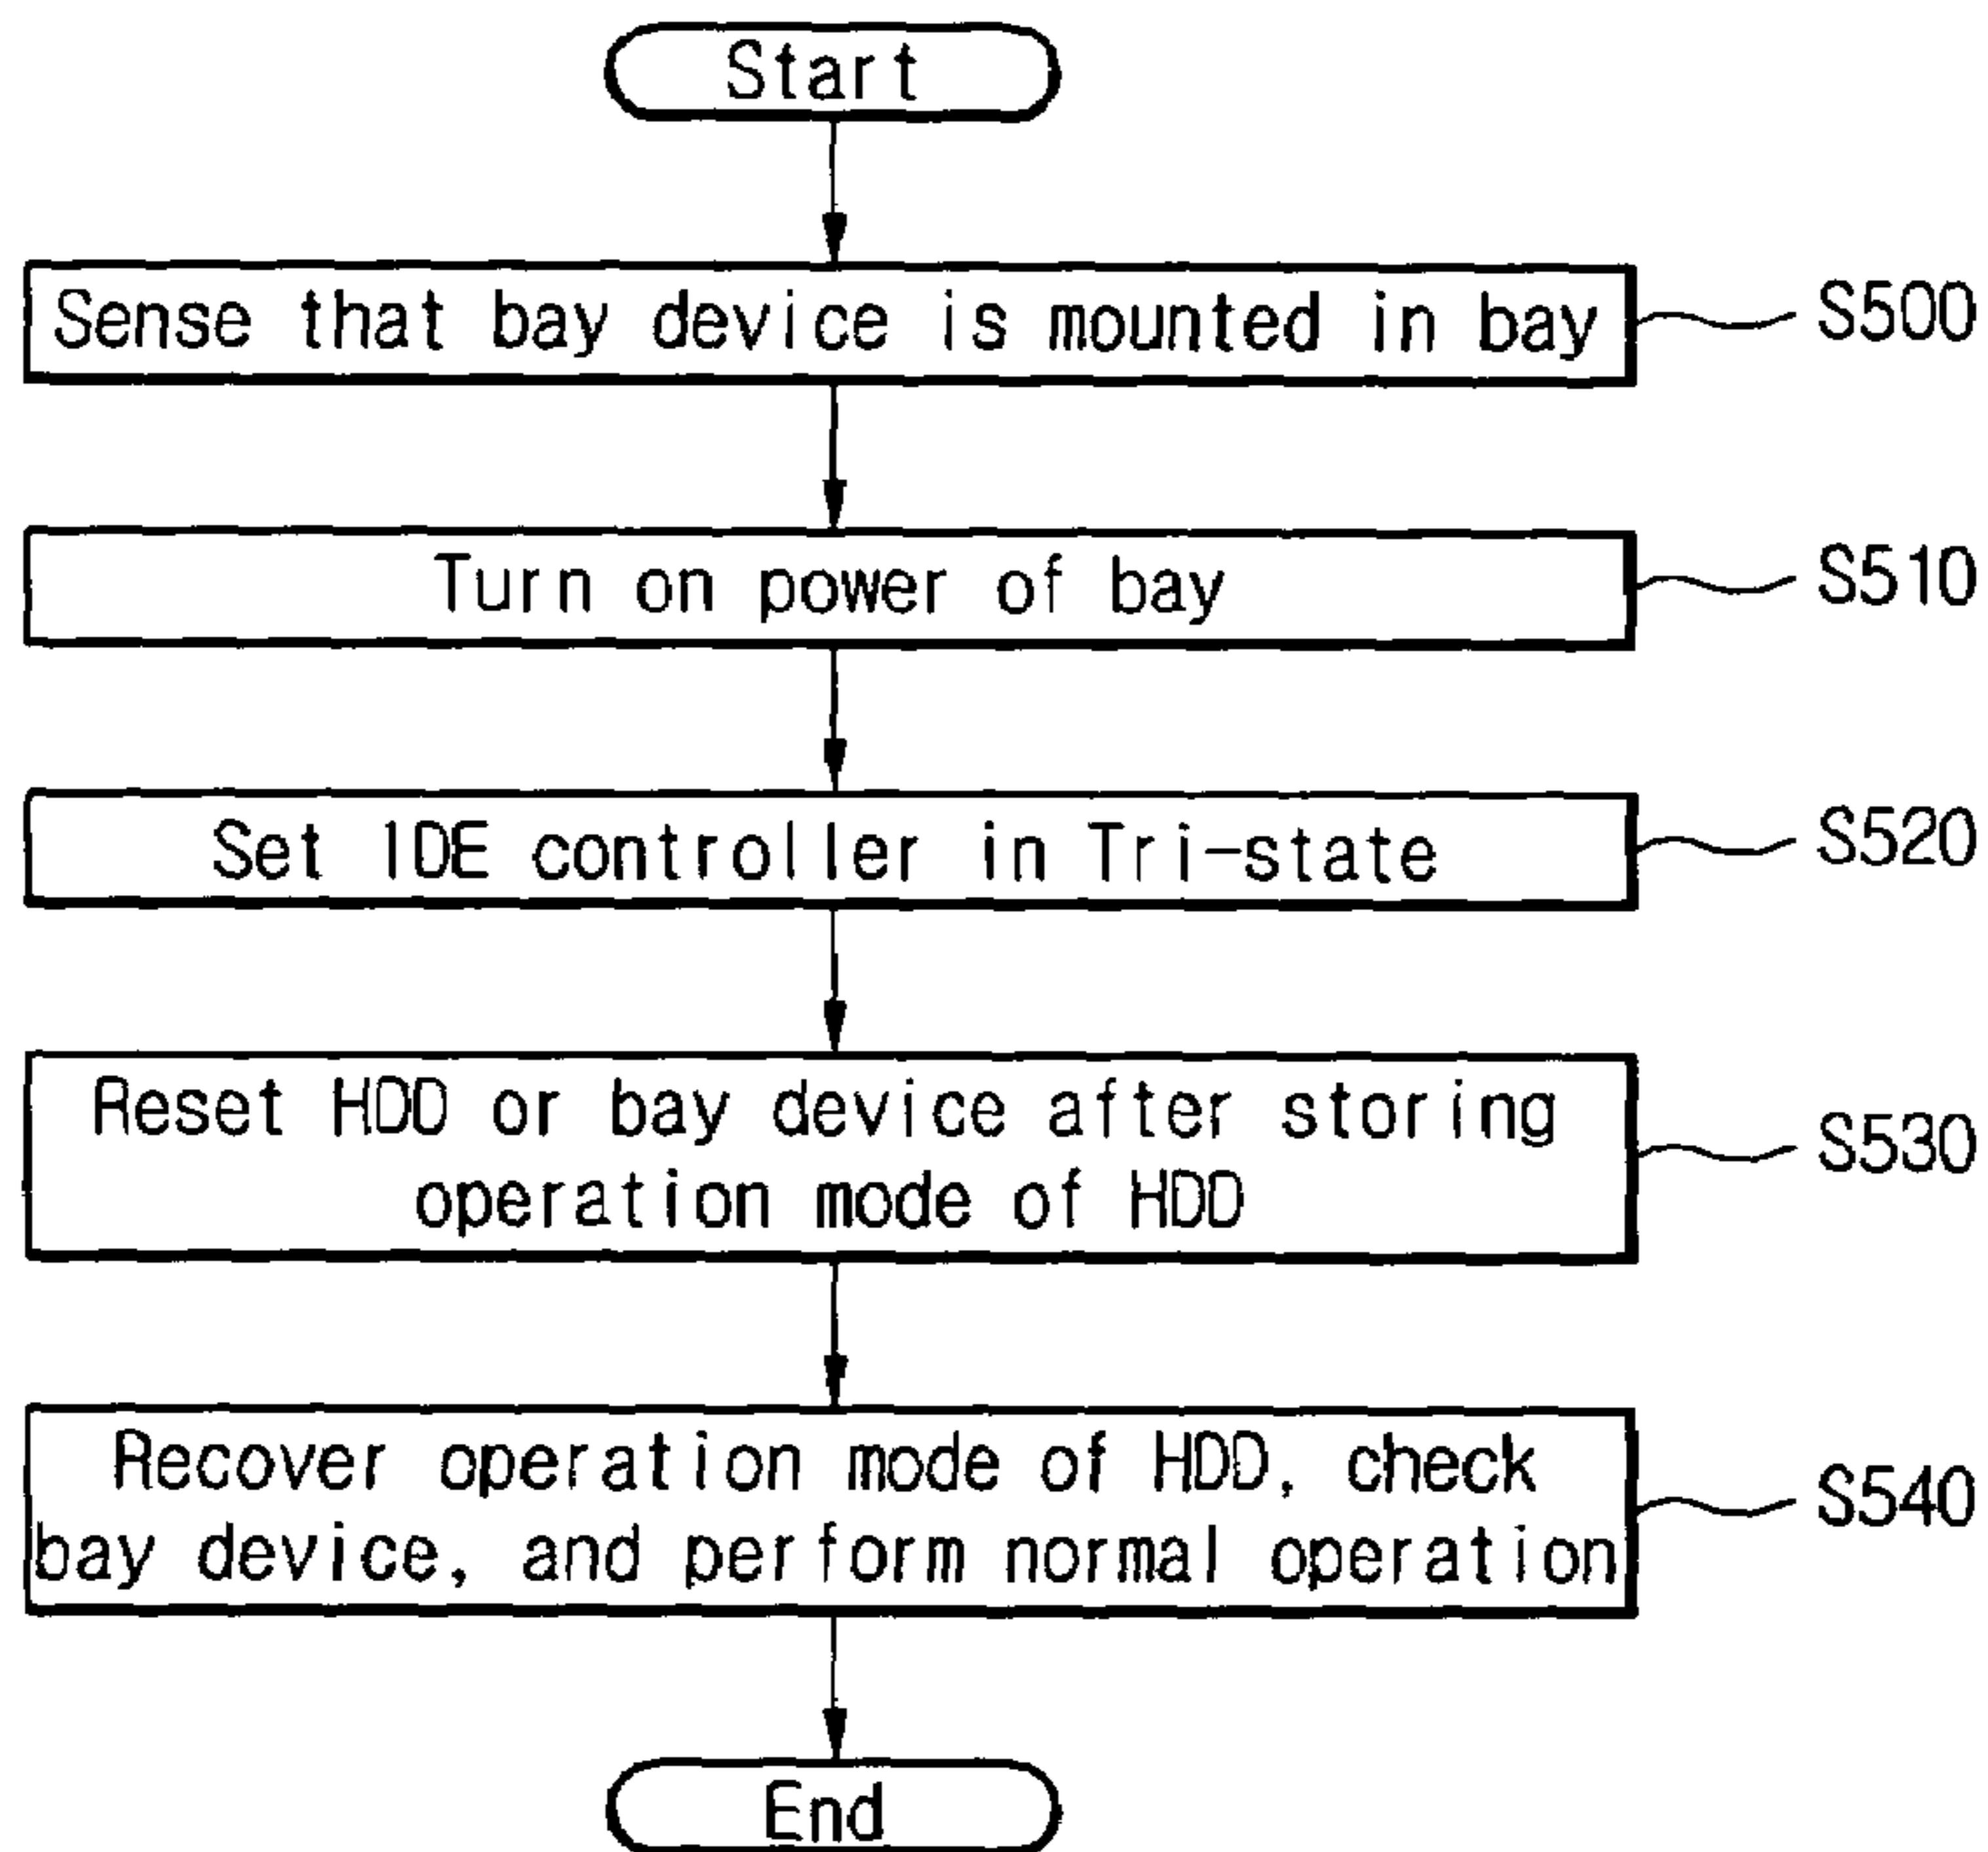 Start
Sense that bay device is mounted in bay
S500
Turn on power of bay
S510
Set IDE controller in Tri-state
S520
Reset HDD or bay device after storing
operation mode of HDD
S530
Recover operation mode of HDD, check
bay device, and perform normal operation
S540
End